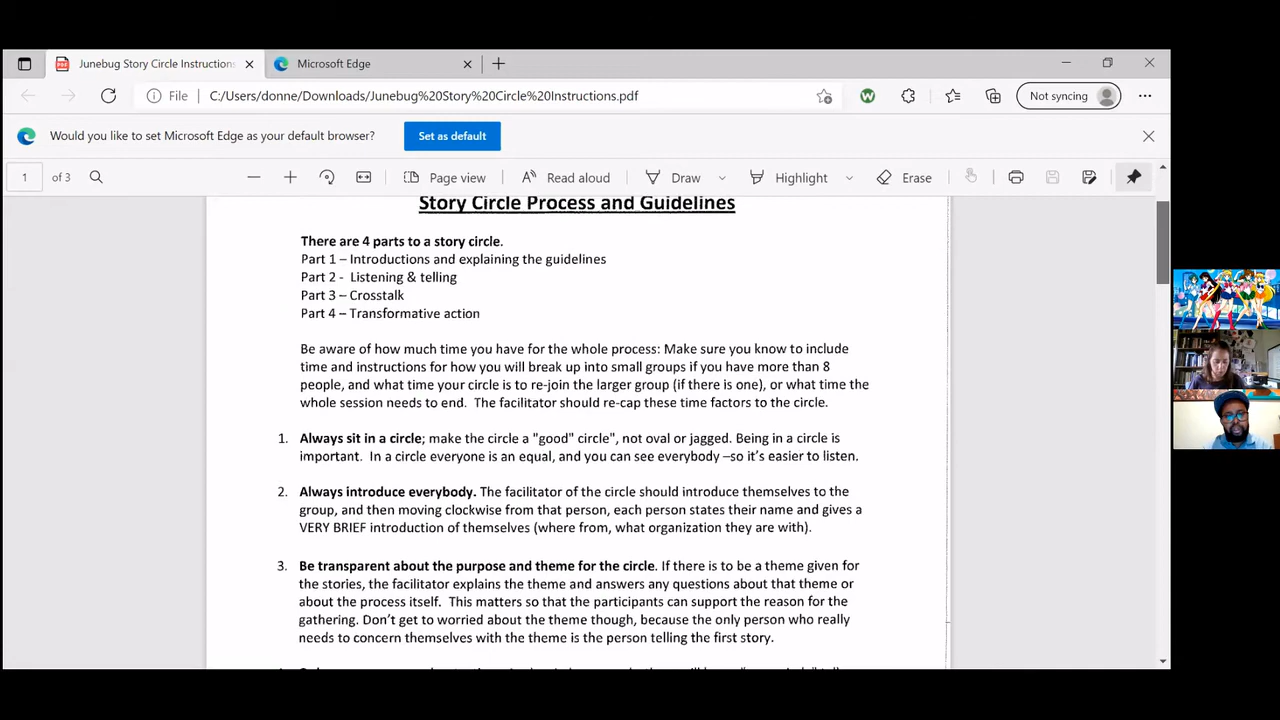 Junebug Story Circle Instructions
Microsoft Edge
File
C:/Users/donne/Downloads/Junebug%20Story%20Circle%20Instructions.pdf
Not syncing
Would you like to set Microsoft Edge as your default browser?
Set as default
1 of 3
Page view
Read aloud
Draw
Highlight
Erase
Story Circle Process and Guidelines
There are 4 parts to a story circle.
Part 1 – Introductions and explaining the guidelines
Part 2 - Listening & telling
Part 3 – Crosstalk
Part 4 – Transformative action
Be aware of how much time you have for the whole process: Make sure you know to include
time and instructions for how you will break up into small groups if you have more than 8
people, and what time your circle is to re-join the larger group (if there is one), or what time the
whole session needs to end. The facilitator should re-cap these time factors to the circle.
1. Always sit in a circle; make the circle a "good" circle", not oval or jagged. Being in a circle is
important. In a circle everyone is an equal, and you can see everybody –so it's easier to listen.
2. Always introduce everybody. The facilitator of the circle should introduce themselves to the
group, and then moving clockwise from that person, each person states their name and gives a
VERY BRIEF introduction of themselves (where from, what organization they are with).
3. Be transparent about the purpose and theme for the circle. If there is to be a theme given for
the stories, the facilitator explains the theme and answers any questions about that theme or
about the process itself. This matters so that the participants can support the reason for the
gathering. Don't get to worried about the theme though, because the only person who really
needs to concern themselves with the theme is the person telling the first story.